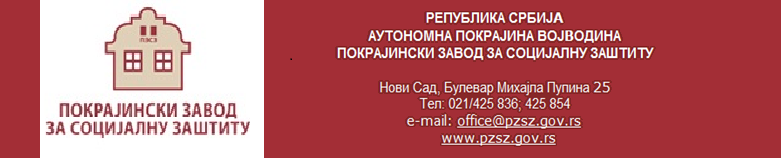 ПЗСЗ
ПОКРАЈИНСКИ ЗАВОД
ЗА СОЦИЈАЛНУ ЗАШТИТУ
РЕПУБЛИКА СРБИЈА
АУТОНОМНА ПОКРАЈИНА ВОЈВОДИНА
ПОКРАЈИНСКИ ЗАВОД ЗА СОЦИЈАЛНУ ЗАШТИТУ
Нови Сад, Булевар Михајла Пупина 25
Тел: 021/425 836; 425 854
e-mail: office@pzsz.gov.rs
www.pzsz.gov.rs